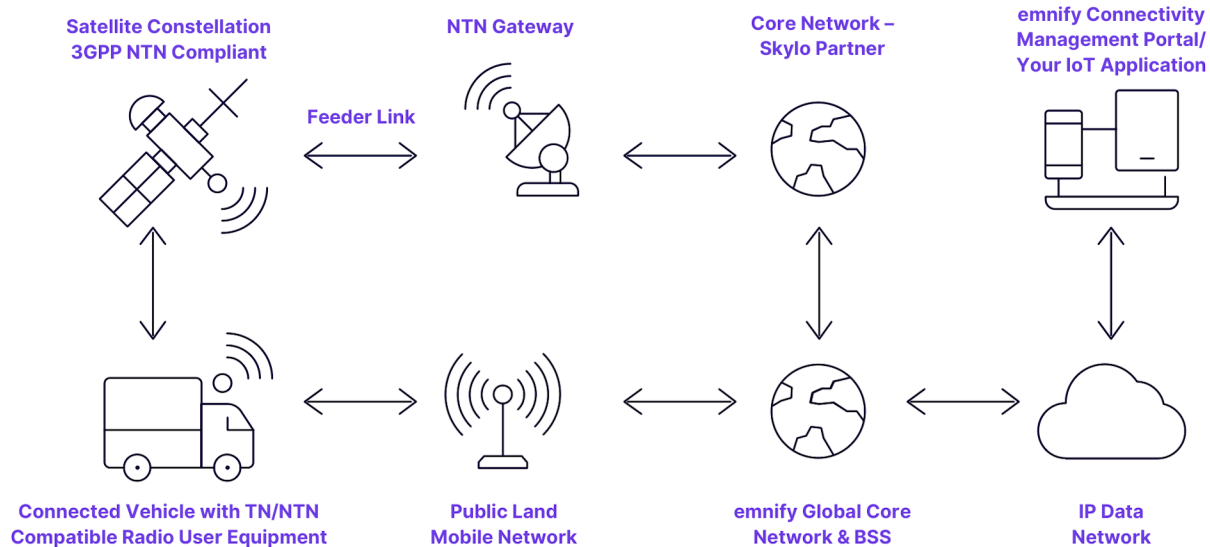 Satellite Constellation
3GPP NTN Compliant
NTN Gateway
Core Network –
Skylo Partner
emnify Connectivity
Management Portal/
Your IoT Application
Feeder Link
Connected Vehicle with TN/NTN
Compatible Radio User Equipment
Public Land
Mobile Network
emnify Global Core
Network & BSS
IP Data
Network